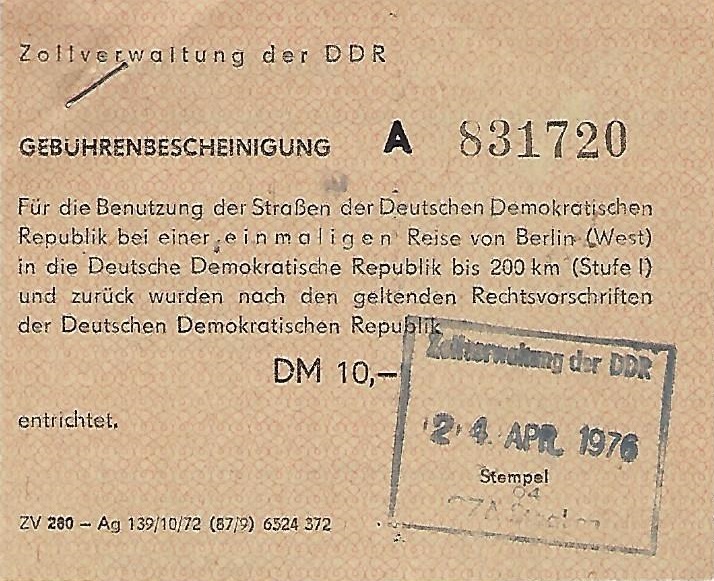 Zollverwaltung der DDR
GEBÜHRENBESCHEINIGUNG A 831720
Für die Benutzung der Straßen der Deutschen Demokratischen
Republik bei einer einmaligen Reise von Berlin (West)
in die Deutsche Demokratische Republik bis 200 km (Stufe I)
und zurück wurden nach den geltenden Rechtsvorschriften
der Deutschen Demokratischen Republik
DM 10,—
entrichtet.
Zollverwaltung der DDR
24. APR. 1976
Stempel
04
ZV 280 – Ag 139/10/72 (87/9) 6524 372